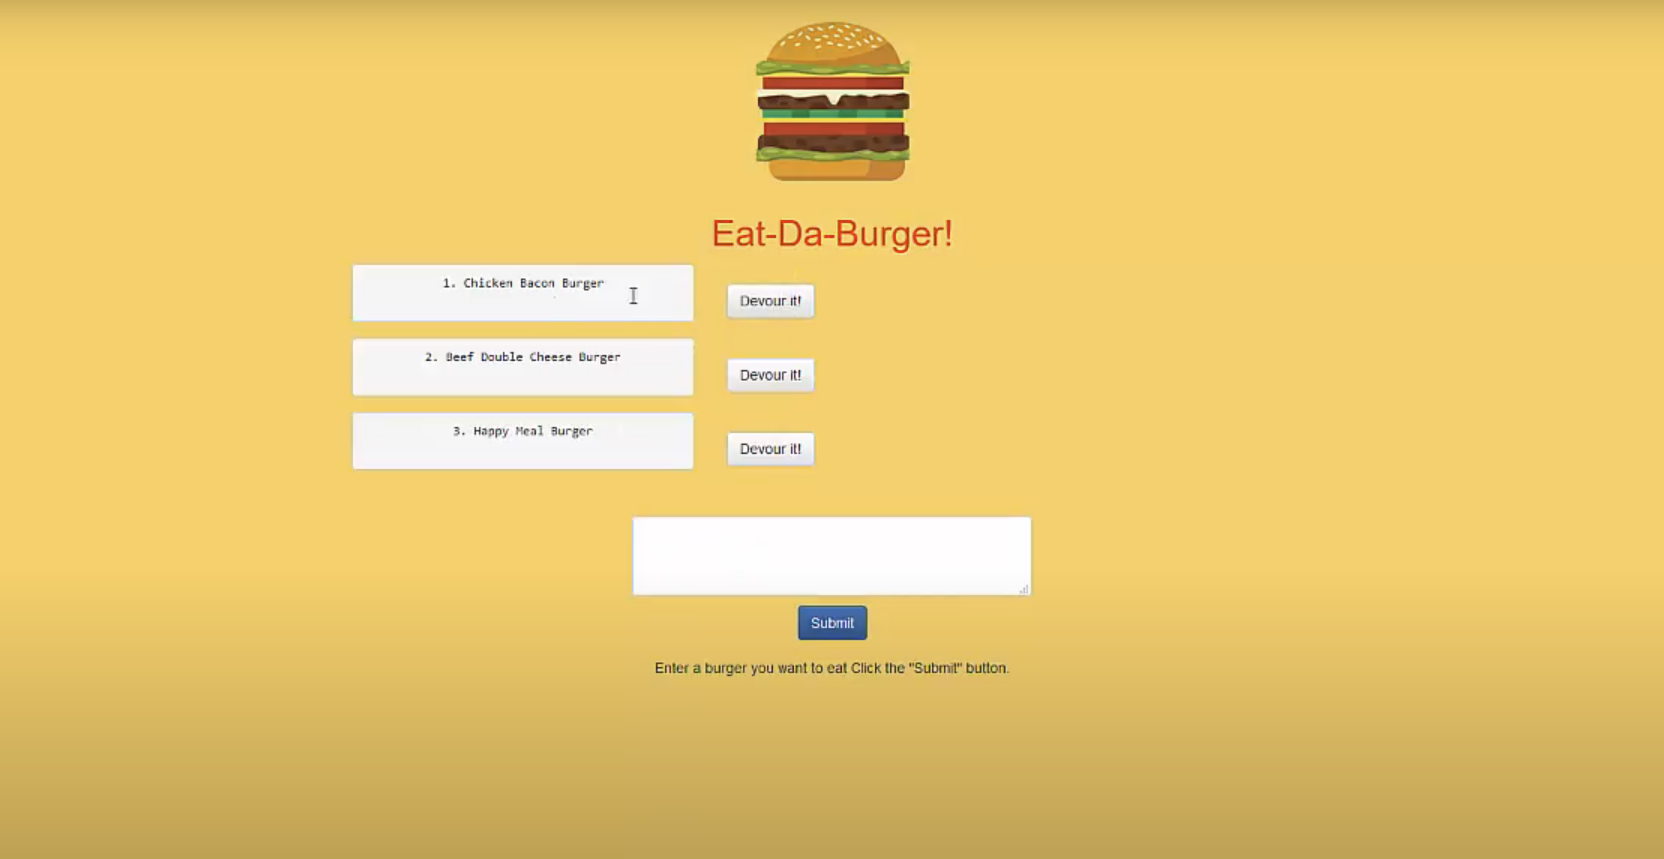 Eat-Da-Burger!
1. Chicken Bacon Burger
Devour it!
2. Beef Double Cheese Burger
Devour it!
3. Happy Meal Burger
Devour it!
Submit
Enter a burger you want to eat Click the "Submit" button.